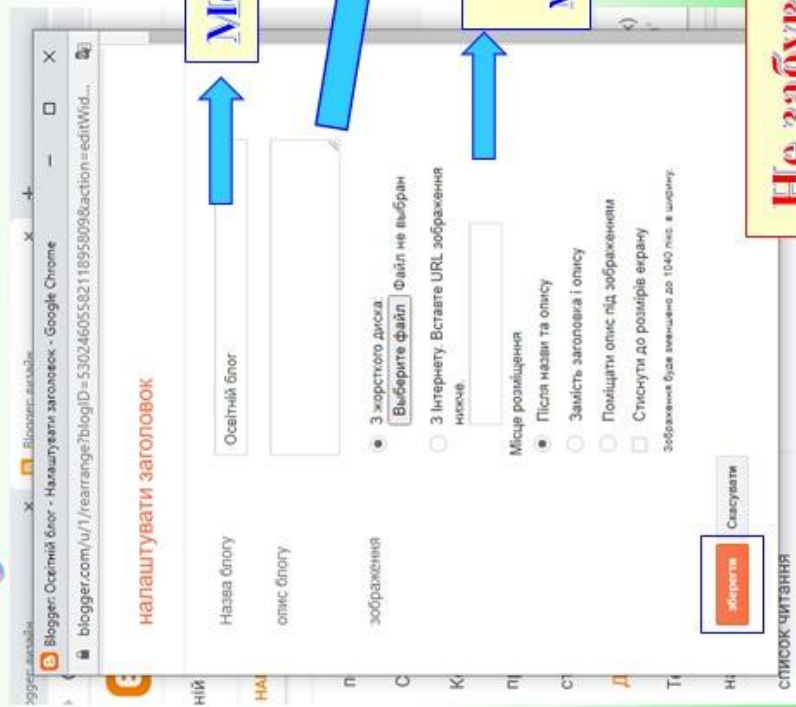 Blogger: Освітній блог - Налаштувати заголовок - Google Chrome
blogger.com/u/1/rearrange?blogID=5302460558211895809&action=editWid...
налаштувати заголовок
Назва блогу
Освітній блог
опис блогу
зображення
З жорсткого диска:
Выберите файл Файл не выбран
З Інтернету. Вставте URL зображення
нижче.
Місце розміщення
Після назви та опису
Замість заголовка і опису
Поміщати опис під зображенням
Стиснути до розмірів екрану
Зображення буде зменшено до 1040 пікс. в ширину.
зберегти Скасувати
список читання